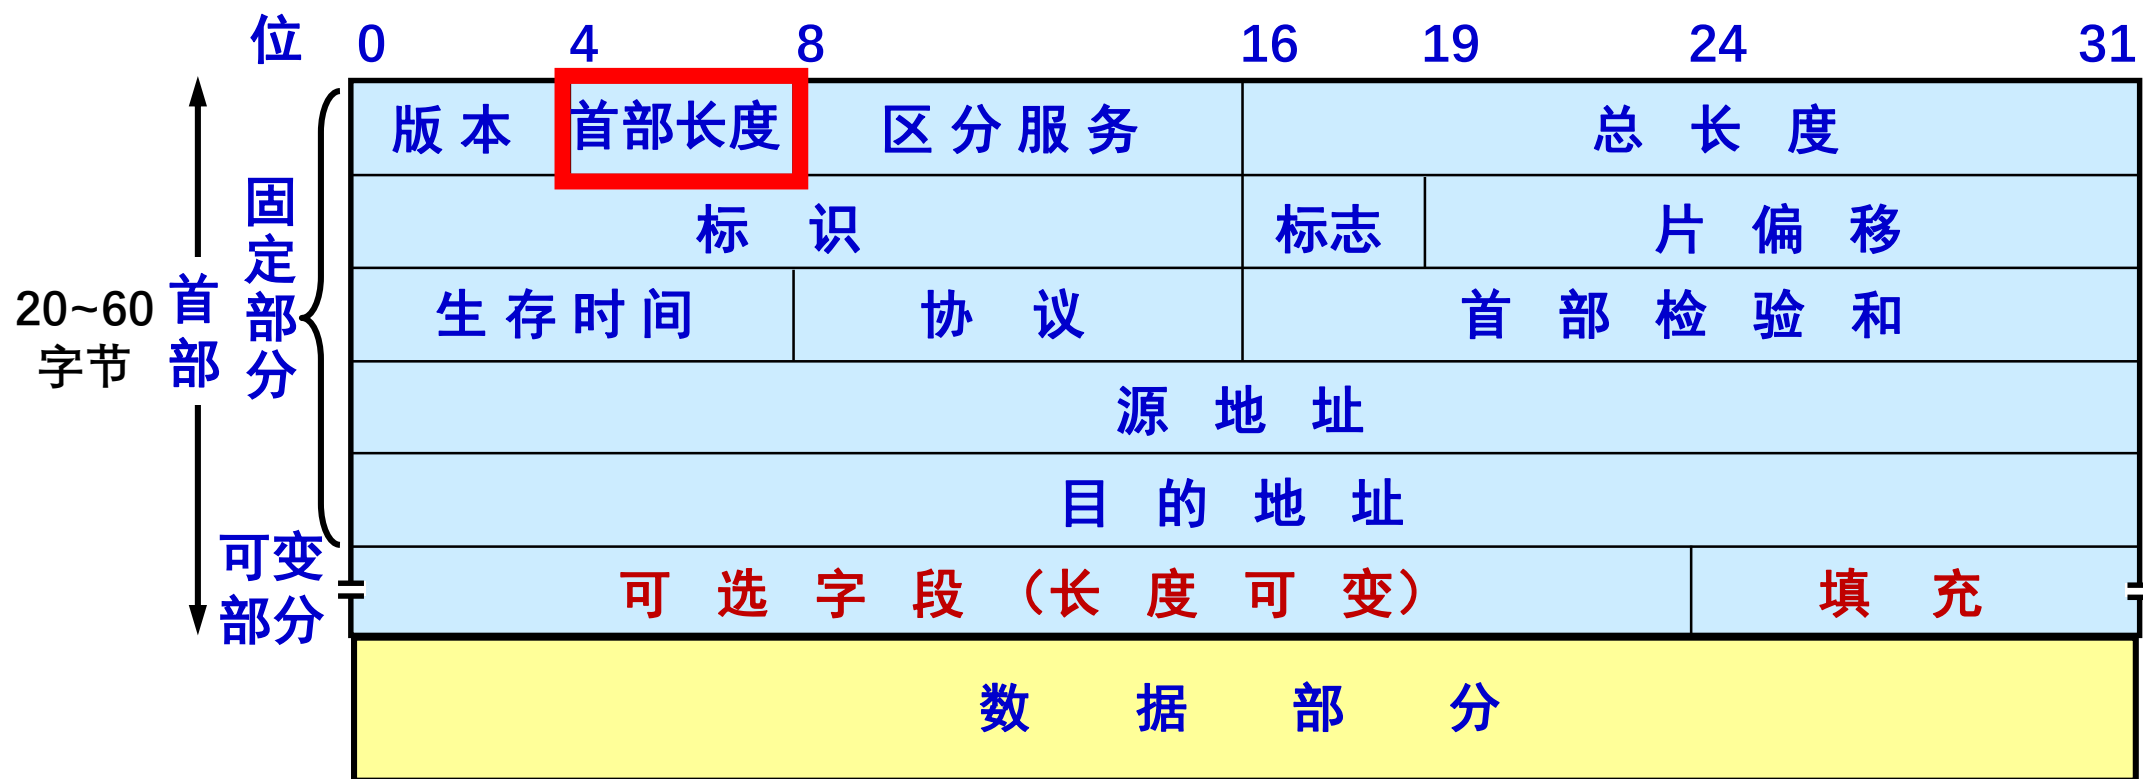 位 0 4 8 16 19 24 31
版本 首部长度 区分服务 总长度
标识 标志 片偏移
生存时间 协议 首部检验和
源地址
目的地址
可选字段（长度可变） 填充
数据部分
20~60
字节
首部
固定部分
可变
部分